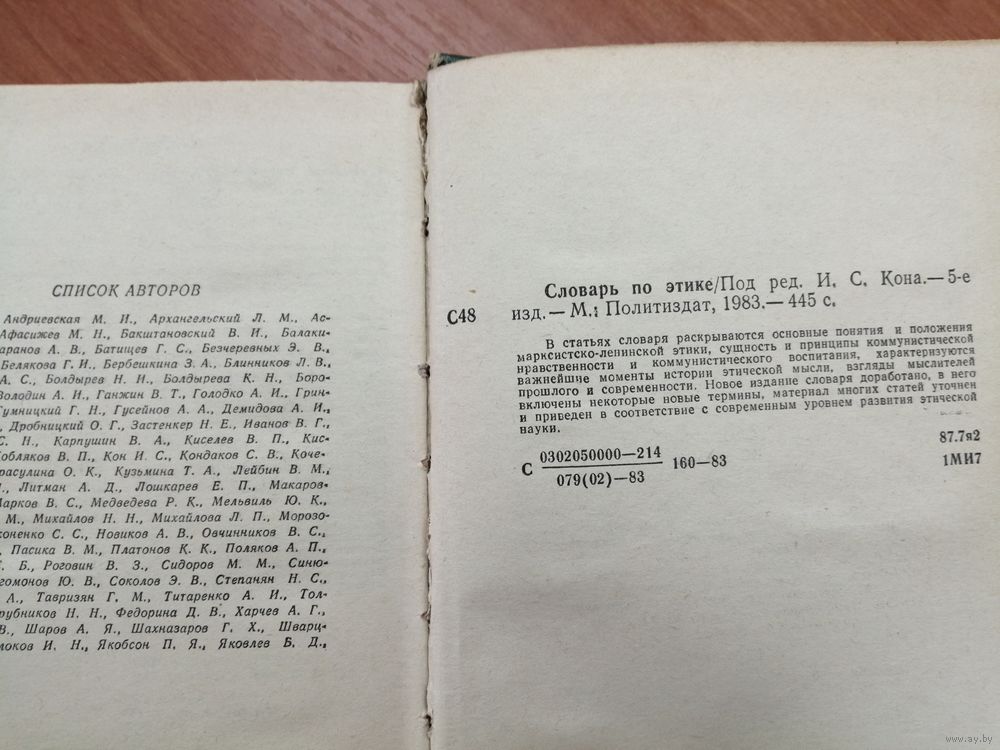 СПИСОК АВТОРОВ
Андриевская М. И., Архангельский Л. М., Ас-
Афасижев М. Н., Бакштановский В. И., Балаки-
аранов А. В., Батищев Г. С., Безчеревных Э. В.,
Белякова Г. И., Бербешкина З. А., Блинников Л. В.,
А. С., Болдырев Н. И., Болдырева К. Н., Боро-
Володин А. И., Ганжин В. Т., Голодко А. И., Грин-
Гумницкий Г. Н., Гусейнов А. А., Демидова А. И.,
, Дробницкий О. Г., Застенкер Н. Е., Иванов В. Г.,
С. Н., Карпушин В. А., Киселев В. П., Кис-
Кобляков В. П., Кон И. С., Кондаков С. В., Коче-
расулина О. К., Кузьмина Т. А., Лейбин В. М.,
Литман А. Д., Лошкарев Е. П., Макаров-
Марков В. С., Медведева Р. К., Мельвиль Ю. К.,
М., Михайлов Н. Н., Михайлова Л. П., Морозо-
коненко С. С., Новиков А. В., Овчинников В. С.,
, Пасика В. М., Платонов К. К., Поляков А. П.,
Б., Роговин В. З., Сидоров М. М., Синю-
гомонов Ю. В., Соколов Э. В., Степанян Н. С.,
А., Тавризян Г. М., Титаренко А. И., Тол-
рубников Н. Н., Федорина Д. В., Харчев А. Г.,
В., Шаров А. Я., Шахназаров Г. Х., Шварц-
моков И. Н., Якобсон П. Я., Яковлев Б. Д.,
Словарь по этике/Под ред. И. С. Кона.— 5-е
С48 изд.— М.: Политиздат, 1983.— 445 с.
В статьях словаря раскрываются основные понятия и положения
марксистско-ленинской этики, сущность и принципы коммунистической
нравственности и коммунистического воспитания, характеризуются
важнейшие моменты истории этической мысли, взгляды мыслителей
прошлого и современности. Новое издание словаря доработано, в него
включены некоторые новые термины, материал многих статей уточнен
и приведен в соответствие с современным уровнем развития этической
науки.
С 0302050000—214 160—83 87.7я2
079(02)—83 1МИ7
www.ay.by